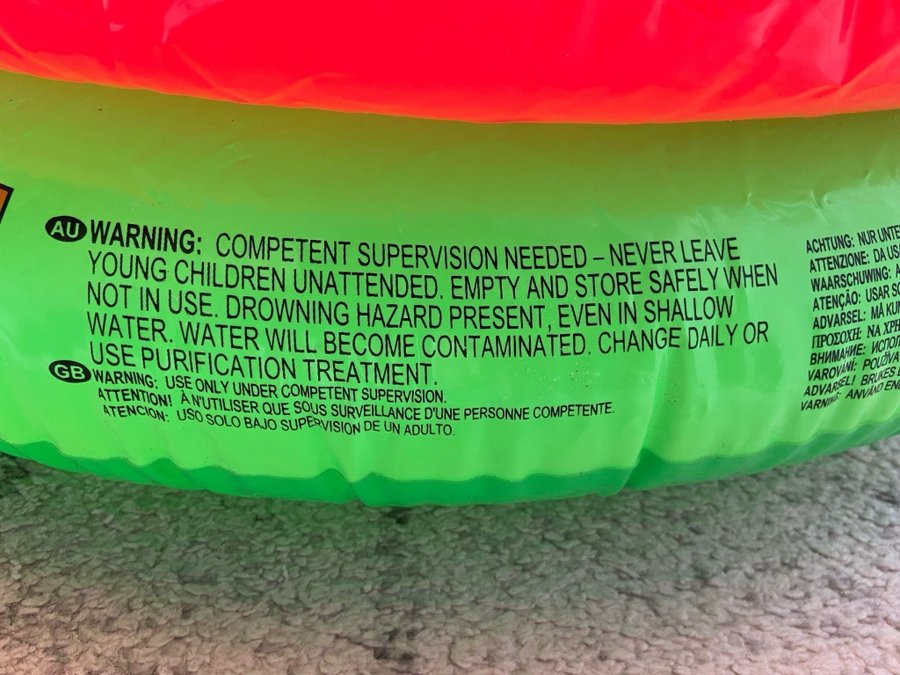 AU WARNING: COMPETENT SUPERVISION NEEDED – NEVER LEAVE
YOUNG CHILDREN UNATTENDED. EMPTY AND STORE SAFELY WHEN
NOT IN USE. DROWNING HAZARD PRESENT, EVEN IN SHALLOW
WATER. WATER WILL BECOME CONTAMINATED. CHANGE DAILY OR
USE PURIFICATION TREATMENT.
GB WARNING: USE ONLY UNDER COMPETENT SUPERVISION.
ATTENTION! À N'UTILISER QUE SOUS SURVEILLANCE D'UNE PERSONNE COMPETENTE.
ATENCION: USO SOLO BAJO SUPERVISION DE UN ADULTO.
ACHTUNG: NUR
ATTENZIONE: DA
WAARSCHUWING:
ATENÇÃO: USAR
ADVARSEL: MÅ
ΠΡΟΣΟΧΗ: ΝΑ
ВНИМАНИЕ:
VAROVÁNÍ:
ADVARSEL! BRUKES
VARNING: ANVÄND